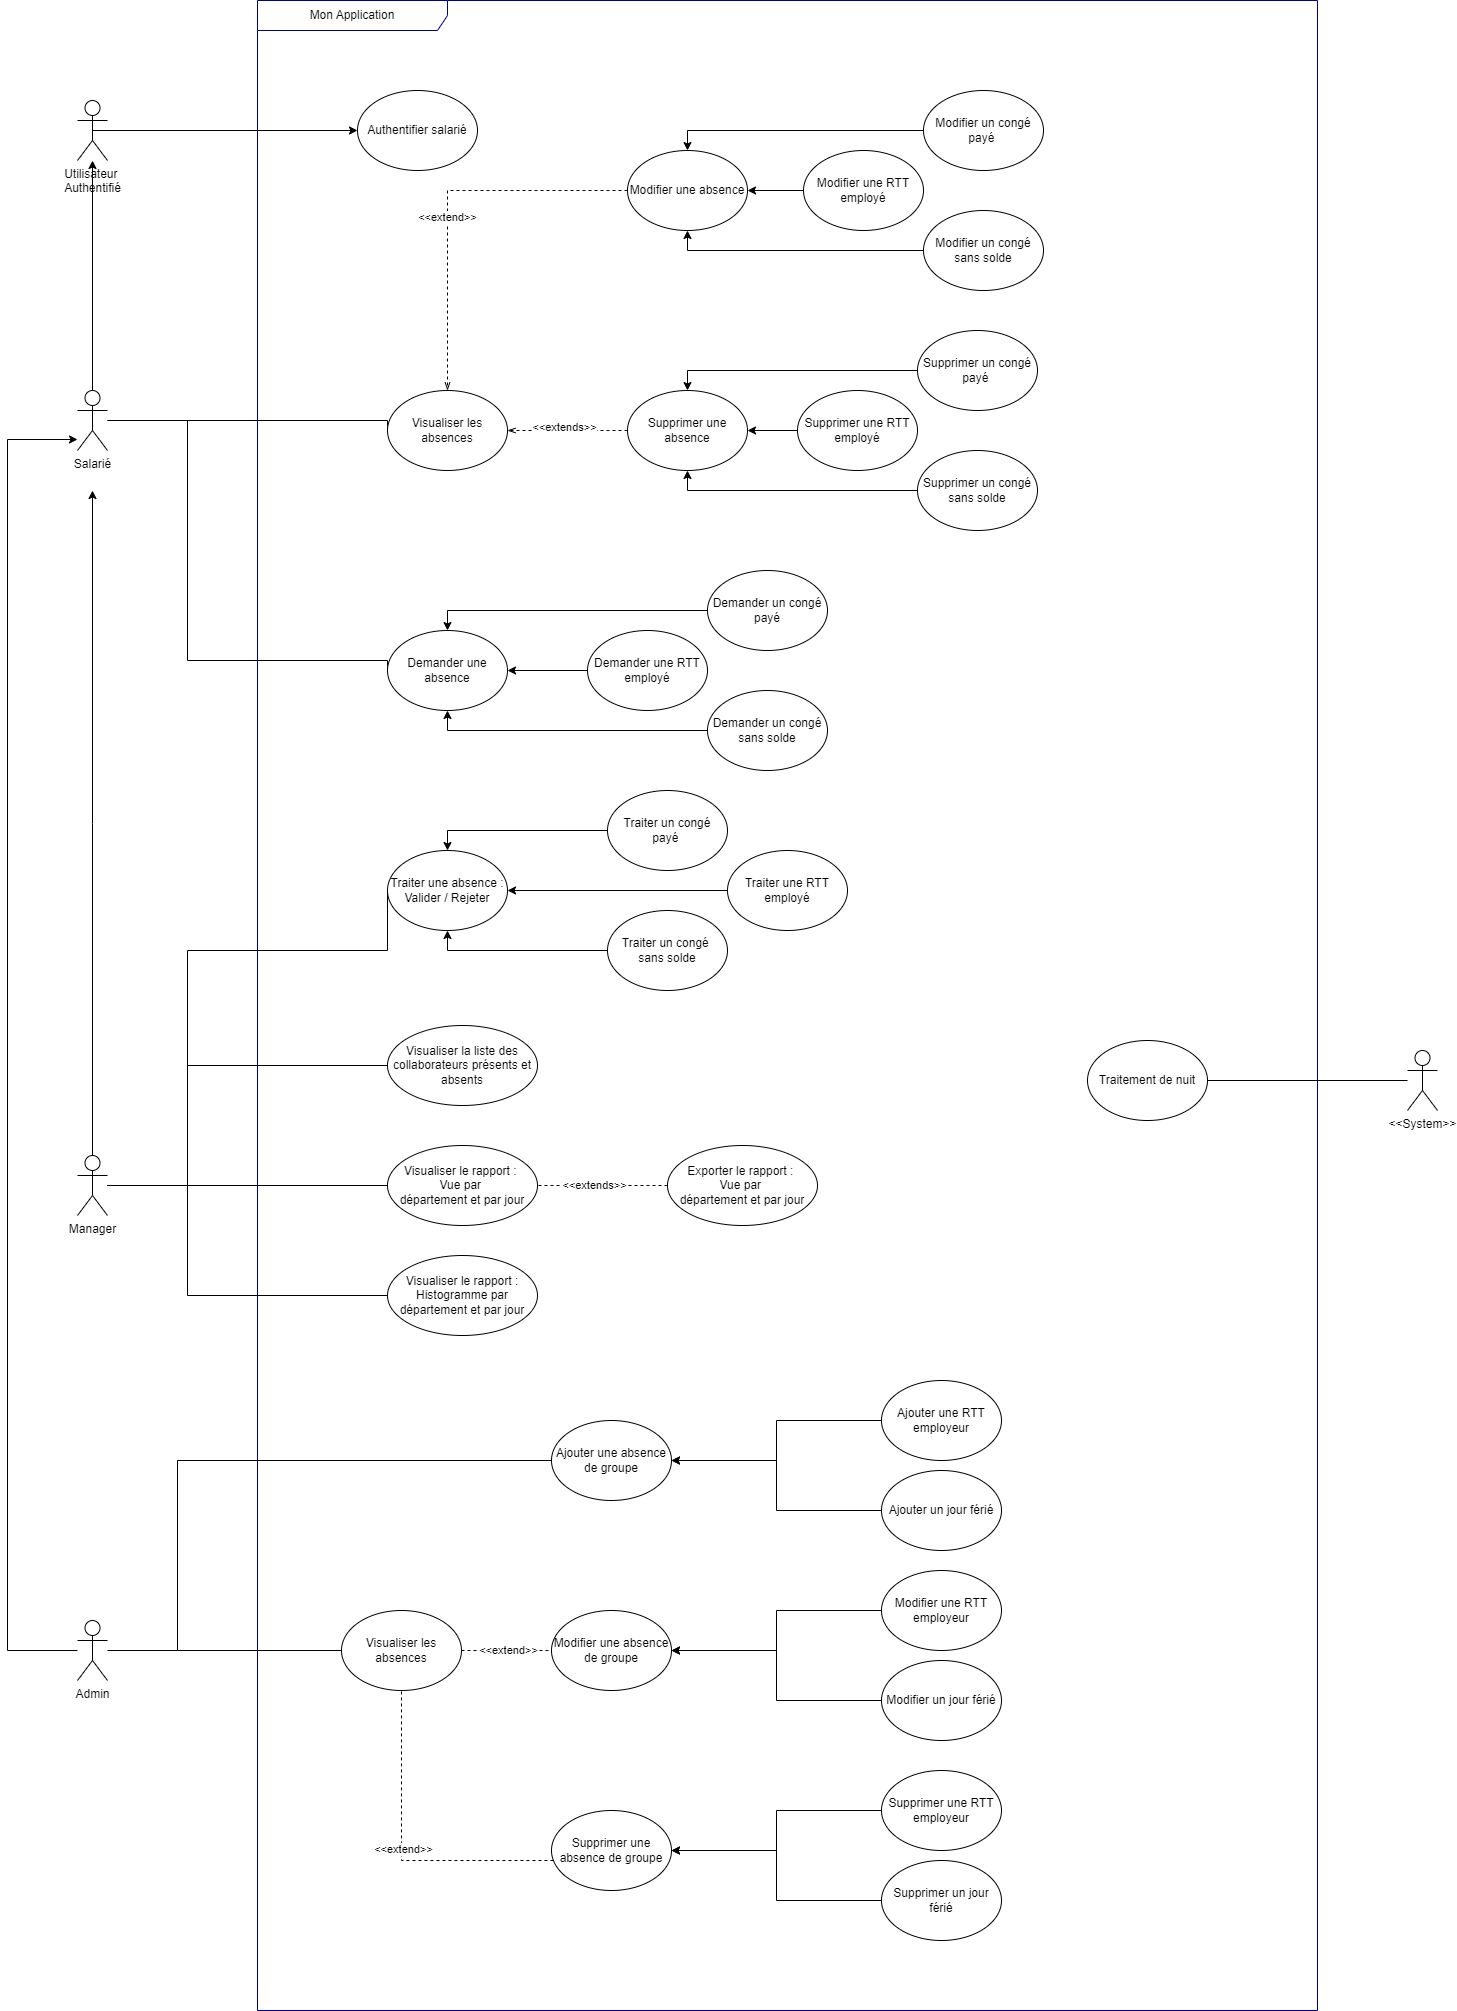 Mon Application
Authentifier salarié
Utilisateur
Authentifié
Modifier un congé
payé
Modifier une absence
Modifier une RTT
employé
<<extend>>
Modifier un congé
sans solde
Supprimer un congé
payé
Salarié
Visualiser les
absences
<<extends>>
Supprimer une
absence
Supprimer une RTT
employé
Supprimer un congé
sans solde
Demander un congé
payé
Demander une
absence
Demander une RTT
employé
Demander un congé
sans solde
Traiter un congé
payé
Traiter une absence :
Valider / Rejeter
Traiter une RTT
employé
Traiter un congé
sans solde
Visualiser la liste des
collaborateurs présents et
absents
Traitement de nuit
<<System>>
Manager
Visualiser le rapport :
Vue par
département et par jour
<<extends>>
Exporter le rapport :
Vue par
département et par jour
Visualiser le rapport :
Histogramme par
département et par jour
Ajouter une RTT
employeur
Ajouter une absence
de groupe
Ajouter un jour férié
Modifier une RTT
employeur
Admin
Visualiser les
absences
<<extend>>
Modifier une absence
de groupe
Modifier un jour férié
Supprimer une RTT
employeur
<<extend>>
Supprimer une
absence de groupe
Supprimer un jour
férié